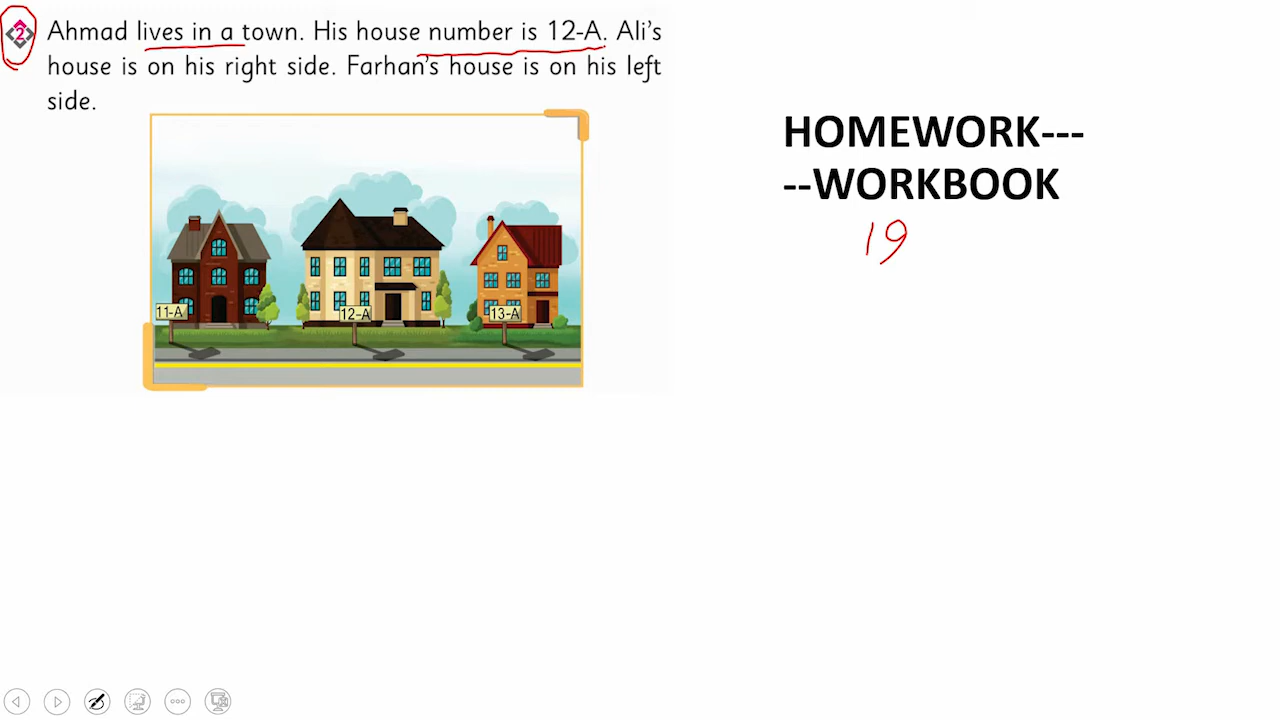 2 Ahmad lives in a town. His house number is 12-A. Ali’s
house is on his right side. Farhan’s house is on his left
side.
11-A
12-A
13-A
HOMEWORK---
--WORKBOOK
19